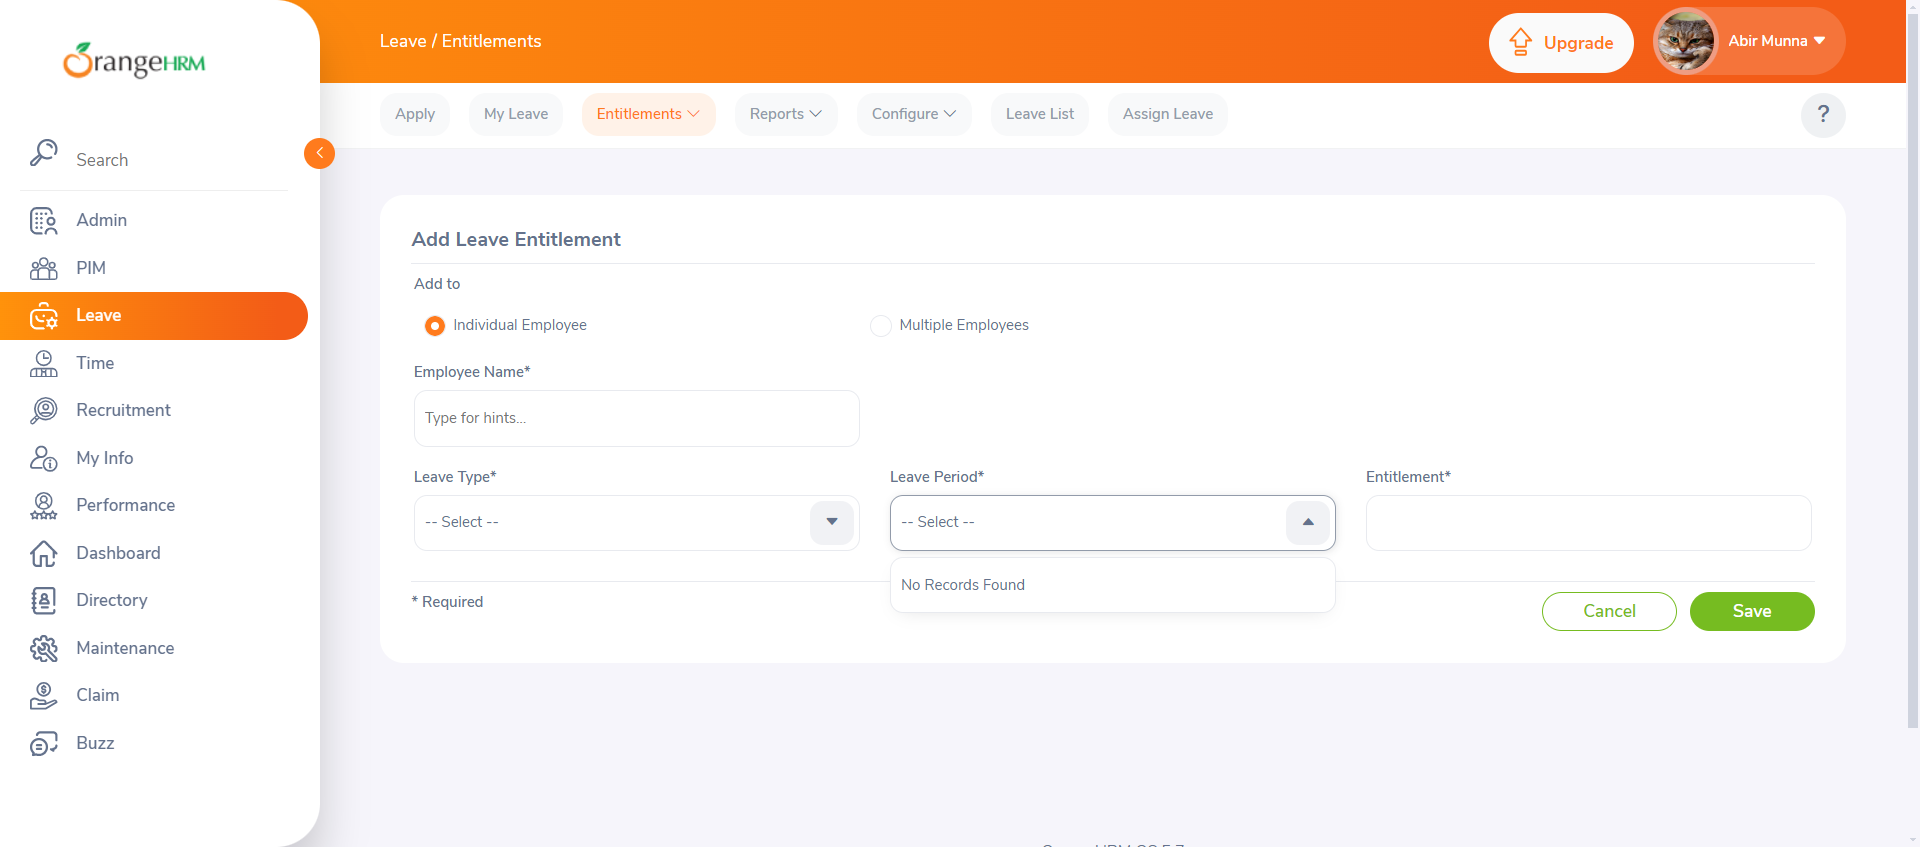 OrangeHRM
Leave / Entitlements
Upgrade
Abir Munna
Apply
My Leave
Entitlements
Reports
Configure
Leave List
Assign Leave
?
Search
Admin
PIM
Leave
Time
Recruitment
My Info
Performance
Dashboard
Directory
Maintenance
Claim
Buzz
Add Leave Entitlement
Add to
Individual Employee
Multiple Employees
Employee Name*
Type for hints...
Leave Type*
Leave Period*
Entitlement*
-- Select --
-- Select --
No Records Found
* Required
Cancel
Save